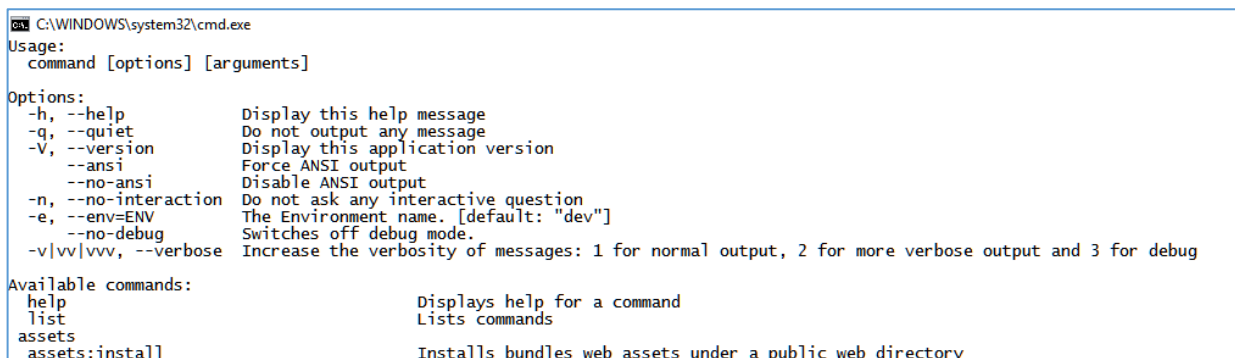 C:\WINDOWS\system32\cmd.exe
Usage:
  command [options] [arguments]

Options:
  -h, --help            Display this help message
  -q, --quiet           Do not output any message
  -V, --version         Display this application version
      --ansi            Force ANSI output
      --no-ansi         Disable ANSI output
  -n, --no-interaction  Do not ask any interactive question
  -e, --env=ENV         The Environment name. [default: "dev"]
      --no-debug        Switches off debug mode.
  -v|vv|vvv, --verbose  Increase the verbosity of messages: 1 for normal output, 2 for more verbose output and 3 for debug

Available commands:
  help                                    Displays help for a command
  list                                    Lists commands
 assets
  assets:install                          Installs bundles web assets under a public web directory